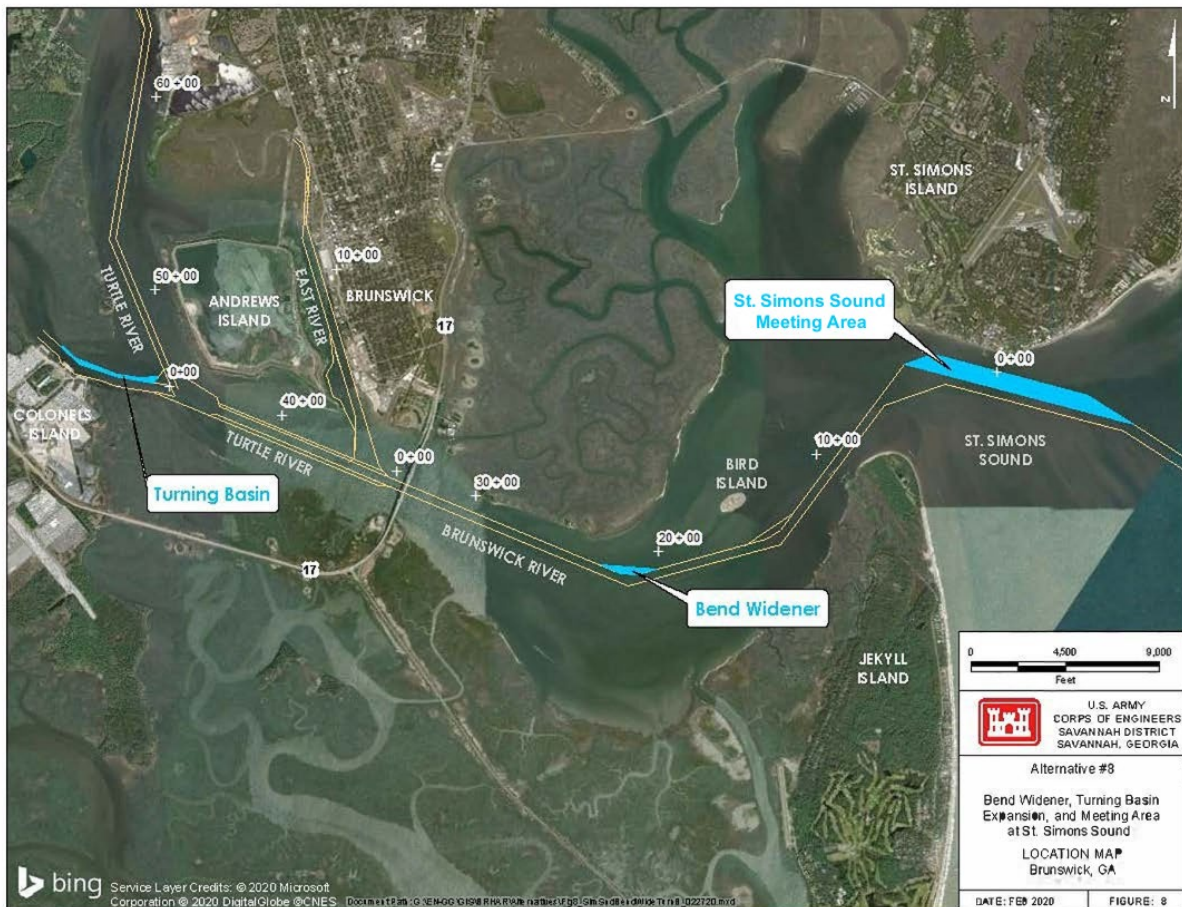 60+00
N
ST. SIMONS
ISLAND
10+00
50+00
TURTLE RIVER
ANDREWS
ISLAND
EAST RIVER
BRUNSWICK
17
St. Simons Sound
Meeting Area
0+00
0+00
COLONELS
ISLAND
40+00
TURTLE RIVER
0+00
10+00
ST. SIMONS
SOUND
Turning Basin
30+00
BIRD
ISLAND
BRUNSWICK RIVER
20+00
17
Bend Widener
JEKYLL
ISLAND
0 4,500 9,000
Feet
U.S. ARMY
CORPS OF ENGINEERS
SAVANNAH DISTRICT
SAVANNAH, GEORGIA
Alternative #8
Bend Widener, Turning Basin
Expansion, and Meeting Area
at St. Simons Sound
LOCATION MAP
Brunswick, GA
DATE: FEB 2020 FIGURE: 8
bing
Service Layer Credits: © 2020 Microsoft
Corporation © 2020 DigitalGlobe ©CNES
Document Path: